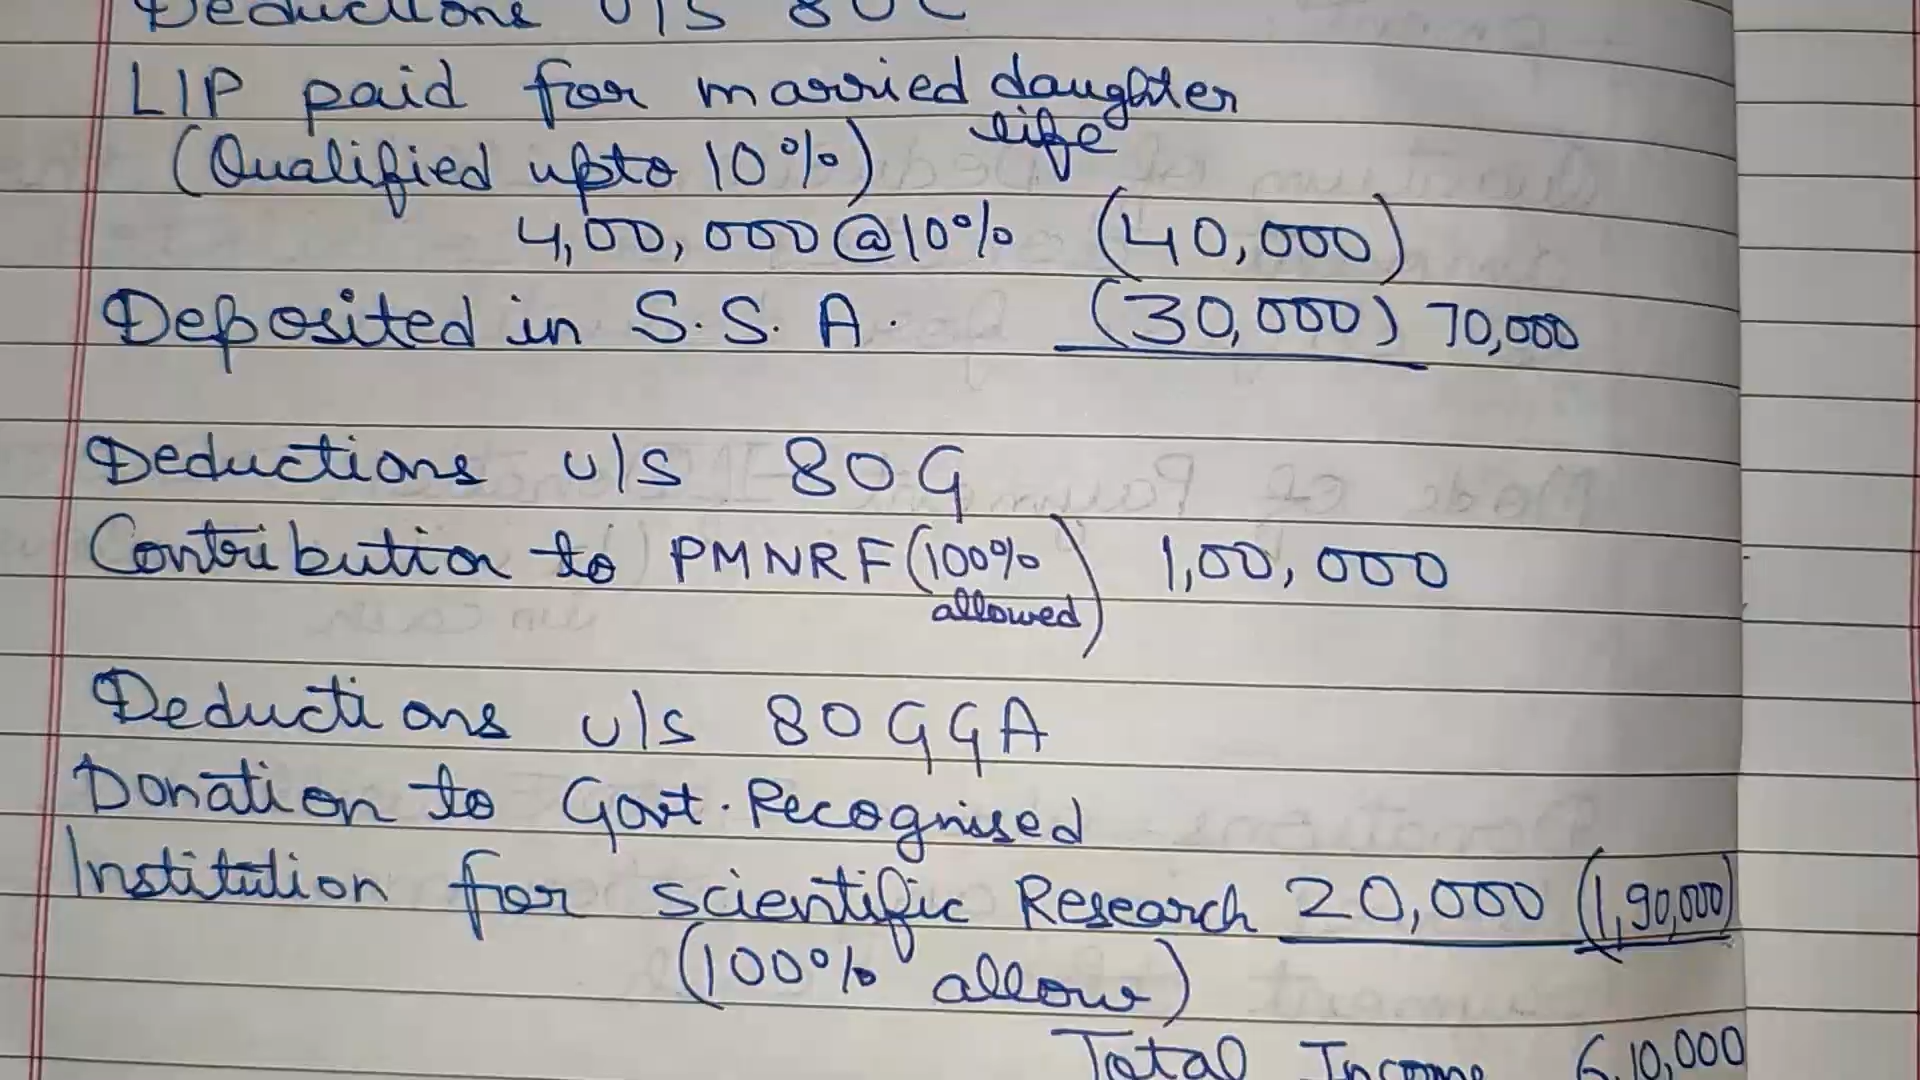 Deductions U/S 80C
LIP paid for married daughter
life
(Qualified upto 10%)
4,00,000@10% (40,000)
Deposited in S.S.A. (30,000) 70,000
Deductions u/s 80G
Contribution to PMNRF (100% allowed) 1,00,000
Deductions u/s 80GGA
Donation to Govt. Recognised
Institution for scientific Research 20,000 (1,90,000)
(100% allow)
Total Income 6,10,000